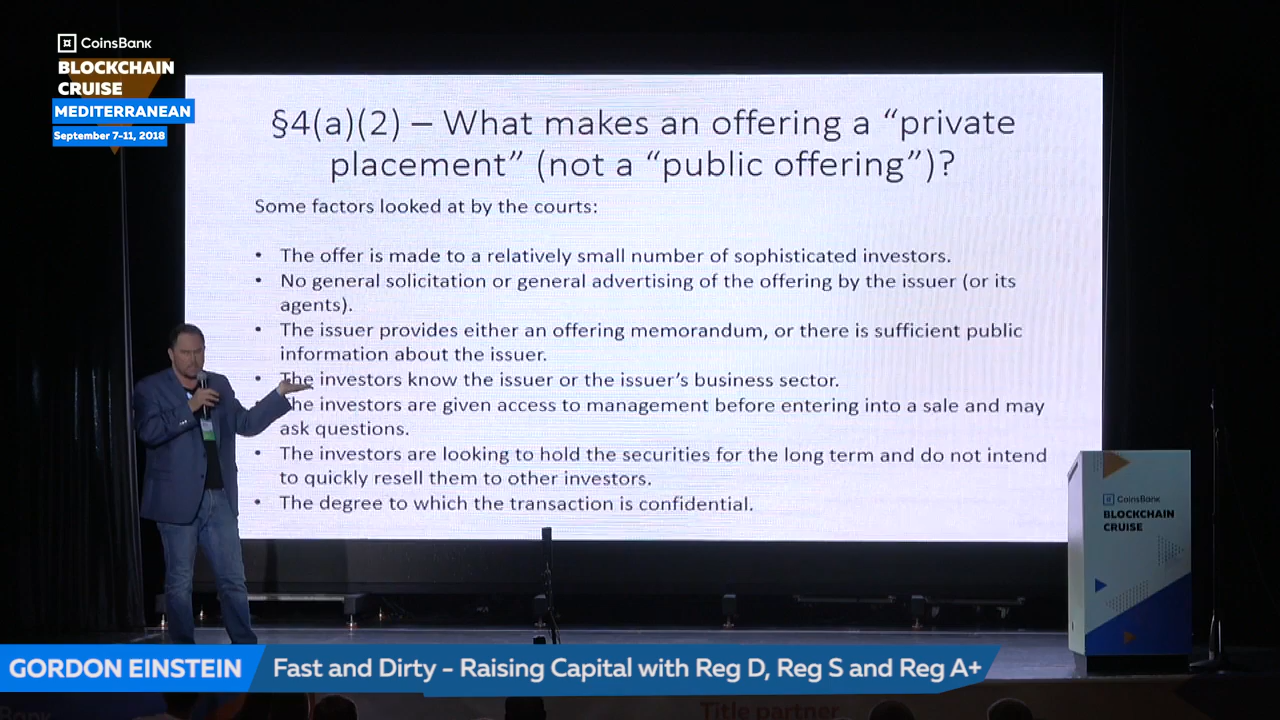 CoinsBank
BLOCKCHAIN
CRUISE
MEDITERRANEAN
September 7-11, 2018
§4(a)(2) – What makes an offering a “private
placement” (not a “public offering”)?
Some factors looked at by the courts:
• The offer is made to a relatively small number of sophisticated investors.
• No general solicitation or general advertising of the offering by the issuer (or its
agents).
• The issuer provides either an offering memorandum, or there is sufficient public
information about the issuer.
• The investors know the issuer or the issuer’s business sector.
he investors are given access to management before entering into a sale and may
ask questions.
• The investors are looking to hold the securities for the long term and do not intend
to quickly resell them to other investors.
• The degree to which the transaction is confidential.
CoinsBank
BLOCKCHAIN
CRUISE
GORDON EINSTEIN
Fast and Dirty – Raising Capital with Reg D, Reg S and Reg A+
Bank
Title partner